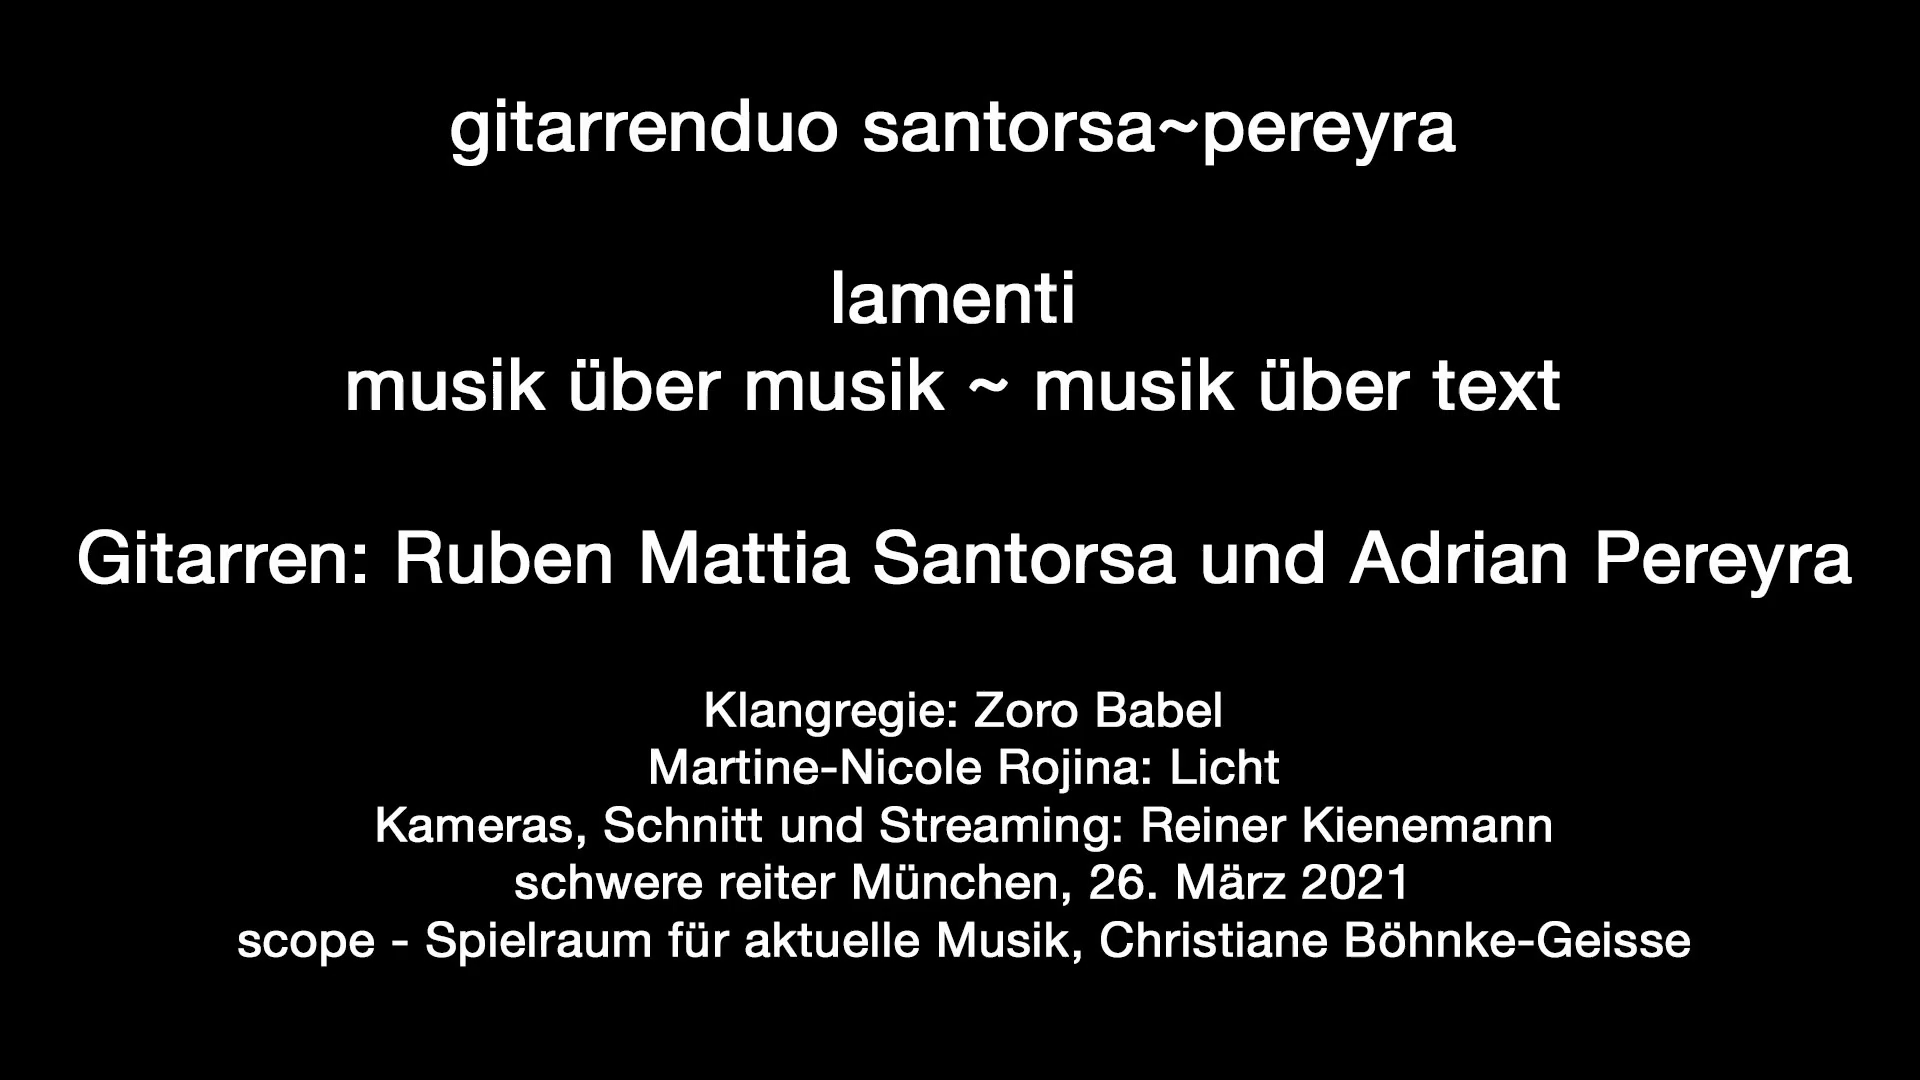 gitarrenduo santorsa~pereyra
lamenti
musik über musik ~ musik über text
Gitarren: Ruben Mattia Santorsa und Adrian Pereyra
Klangregie: Zoro Babel
Martine-Nicole Rojina: Licht
Kameras, Schnitt und Streaming: Reiner Kienemann
schwere reiter München, 26. März 2021
scope - Spielraum für aktuelle Musik, Christiane Böhnke-Geisse